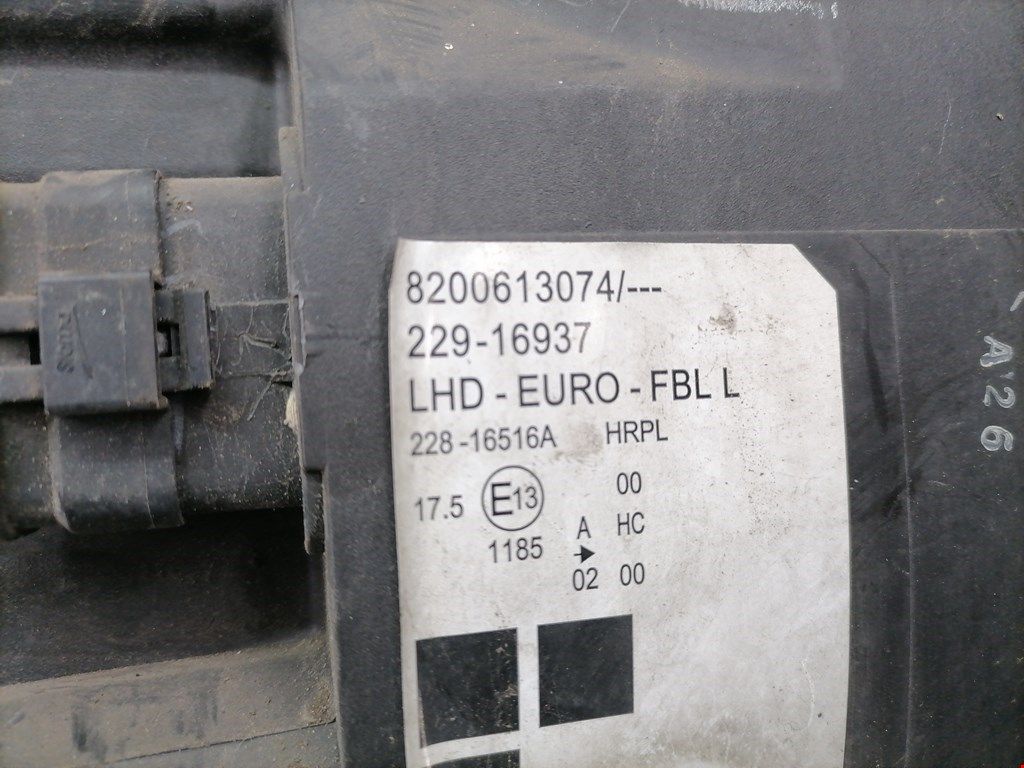 8200613074/---
229-16937
LHD - EURO - FBL L
228 -16516A HRPL
00
17.5 E13 A HC
1185 02 00
A26